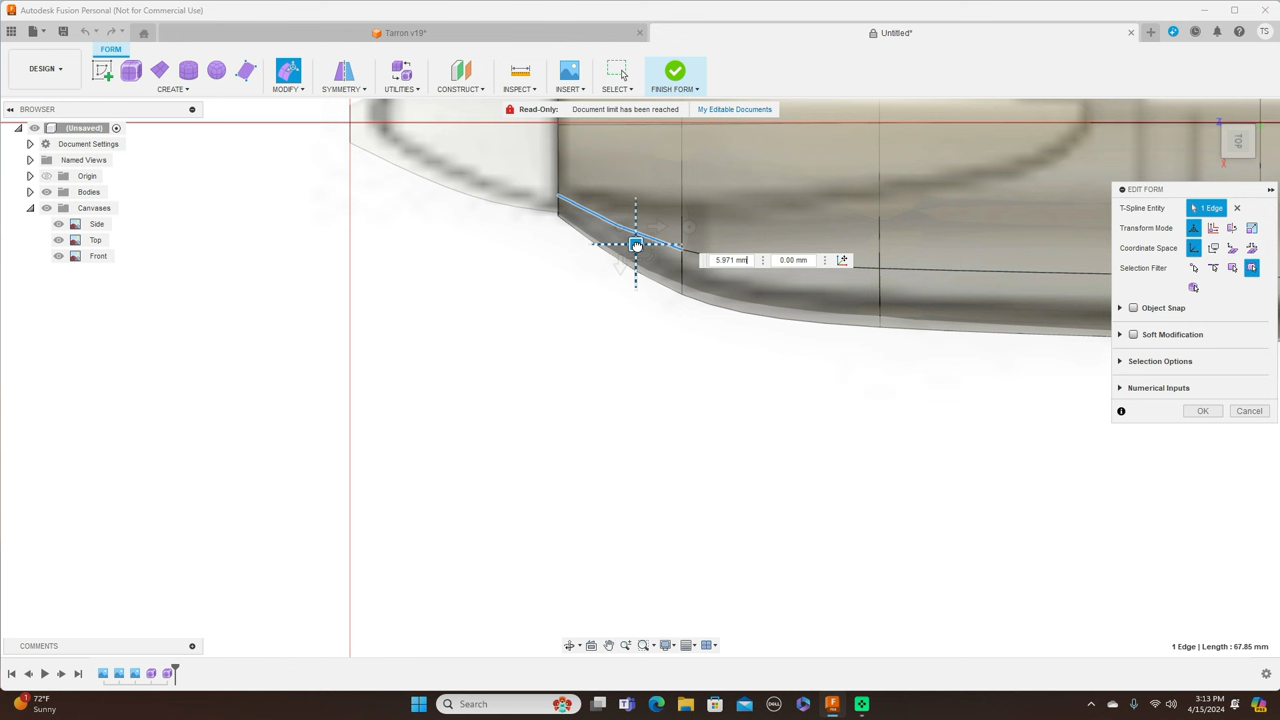 Autodesk Fusion Personal (Not for Commercial Use)
Tarron v19*
Untitled*
TS
FORM
DESIGN
CREATE
MODIFY
SYMMETRY
UTILITIES
CONSTRUCT
INSPECT
INSERT
SELECT
FINISH FORM
BROWSER
Read-Only: Document limit has been reached My Editable Documents
(Unsaved)
Document Settings
Named Views
Origin
Bodies
Canvases
Side
Top
Front
TOP
Z
X
EDIT FORM
T-Spline Entity 1 Edge
Transform Mode
Coordinate Space
Selection Filter
Object Snap
Soft Modification
Selection Options
Numerical Inputs
OK Cancel
5.971 mm 0.00 mm
COMMENTS
1 Edge | Length : 67.85 mm
72°F
Sunny
Search
3:13 PM
4/15/2024